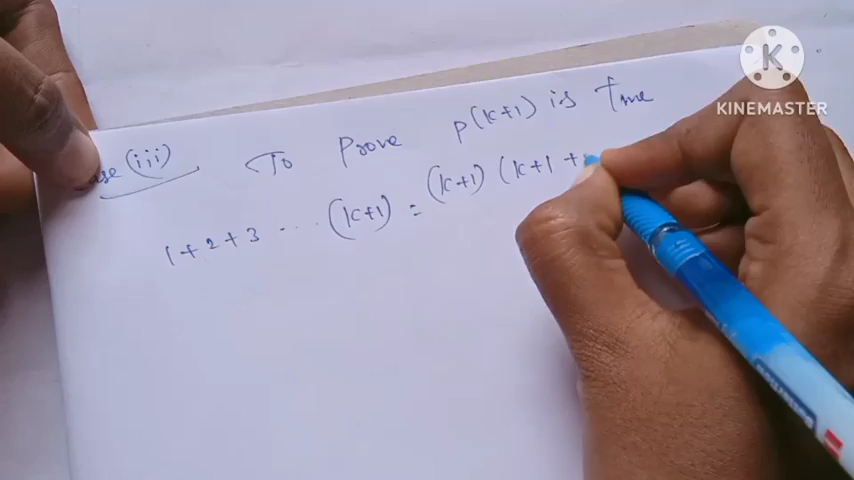 Case (iii) To Prove P(k+1) is True
1+2+3 ... (k+1) = (k+1) (k+1 +
K
KINEMASTER